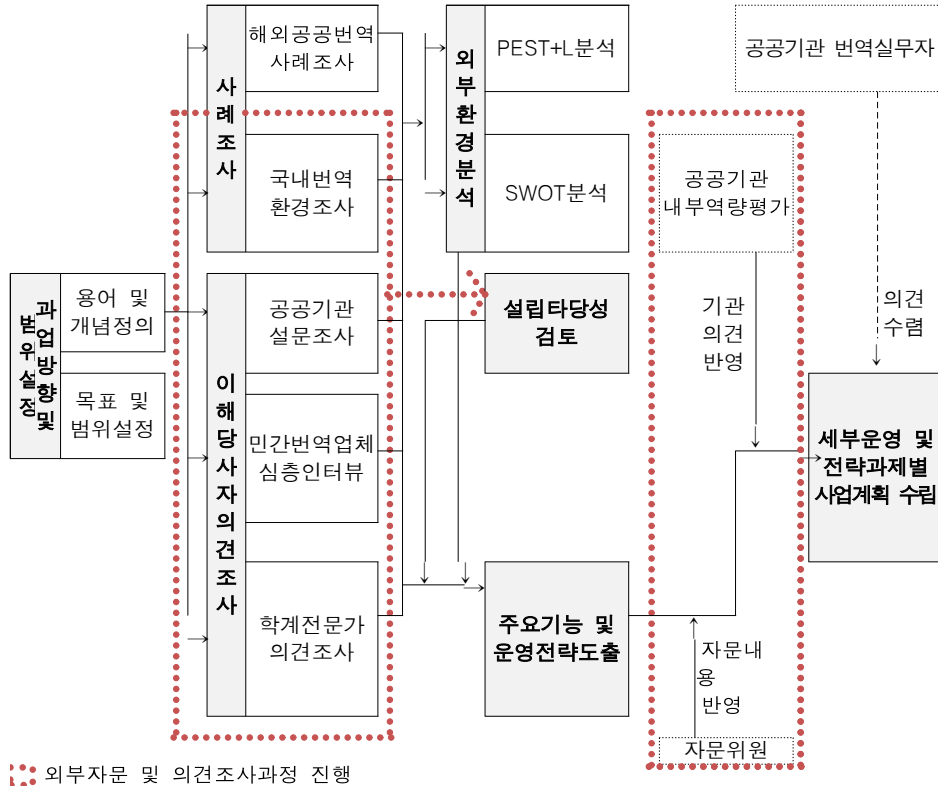 과업방향 및
범위설정
용어 및
개념정의
목표 및
범위설정
사례조사
해외공공번역
사례조사
국내번역
환경조사
이해당사자의견조사
공공기관
설문조사
민간번역업체
심층인터뷰
학계전문가
의견조사
외부환경분석
PEST+L분석
SWOT분석
설립타당성
검토
주요기능 및
운영전략도출
공공기관
내부역량평가
기관
의견
반영
자문내
용
반영
자문위원
공공기관 번역실무자
의견
수렴
세부운영 및
전략과제별
사업계획 수립
외부자문 및 의견조사과정 진행